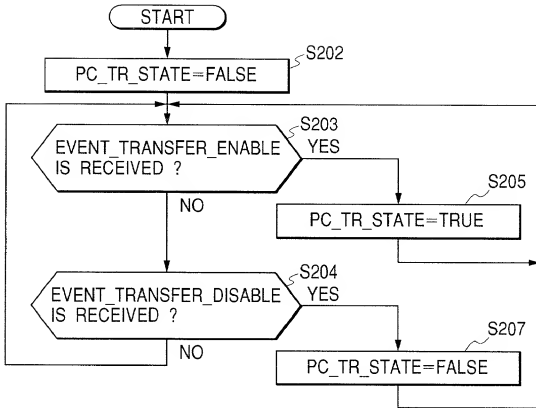 START
S202
PC_TR_STATE=FALSE
S203
EVENT_TRANSFER_ENABLE
IS RECEIVED ?
YES
NO
S205
PC_TR_STATE=TRUE
S204
EVENT_TRANSFER_DISABLE
IS RECEIVED ?
YES
NO
S207
PC_TR_STATE=FALSE